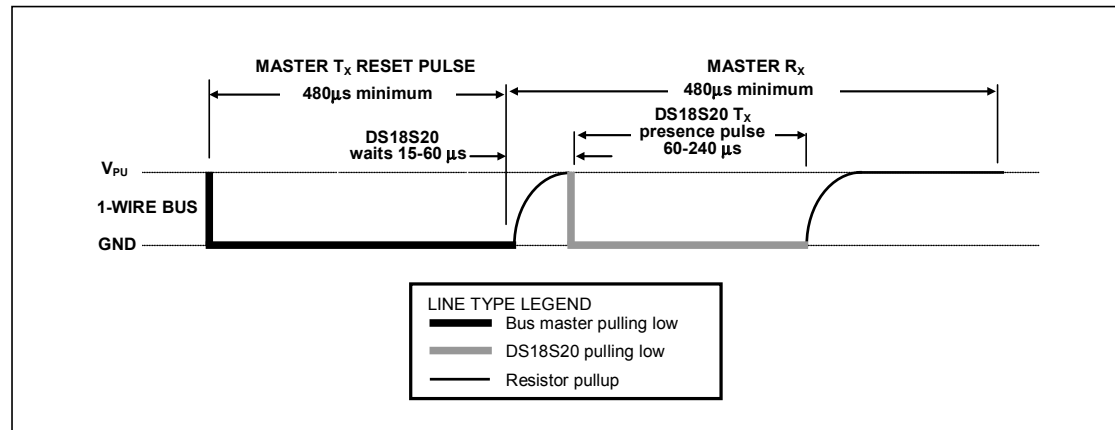 MASTER TX RESET PULSE
480μs minimum
MASTER RX
480μs minimum
DS18S20
waits 15-60 μs
DS18S20 TX
presence pulse
60-240 μs
VPU
1-WIRE BUS
GND
LINE TYPE LEGEND
Bus master pulling low
DS18S20 pulling low
Resistor pullup